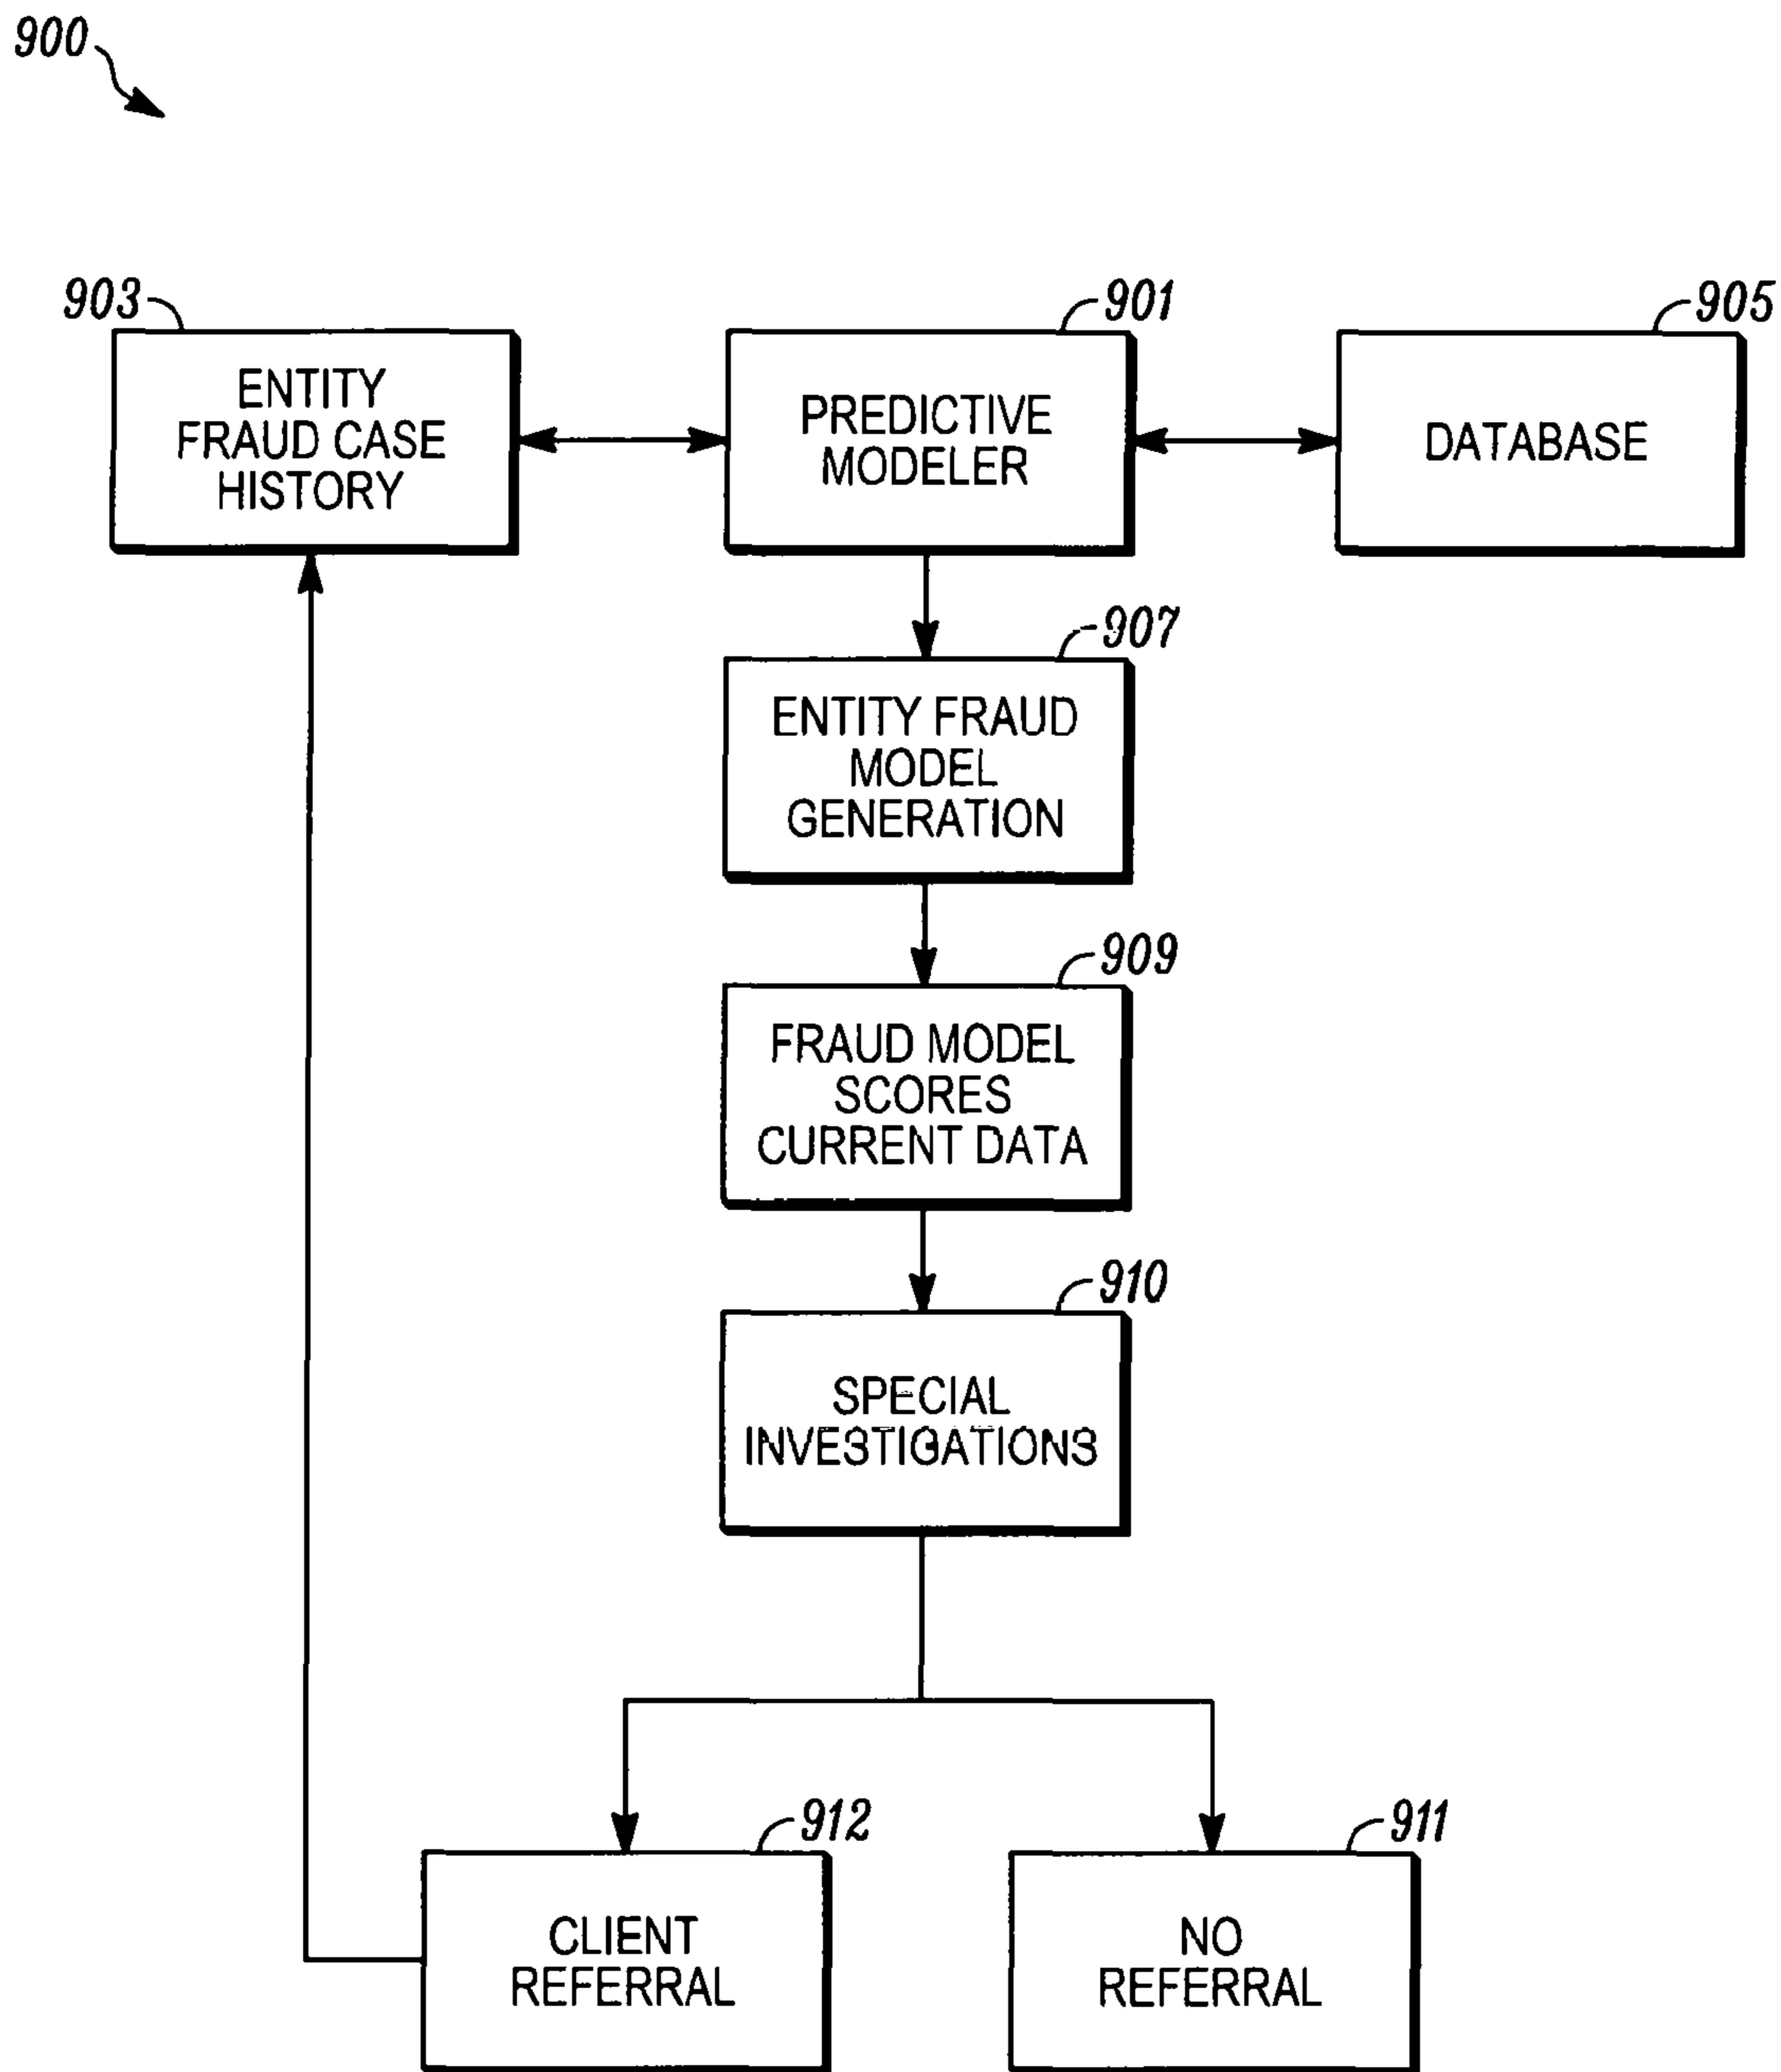 900
903
901
905
ENTITY
FRAUD CASE
HISTORY
PREDICTIVE
MODELER
DATABASE
907
ENTITY FRAUD
MODEL
GENERATION
909
FRAUD MODEL
SCORES
CURRENT DATA
910
SPECIAL
INVESTIGATIONS
912
911
CLIENT
REFERRAL
NO
REFERRAL